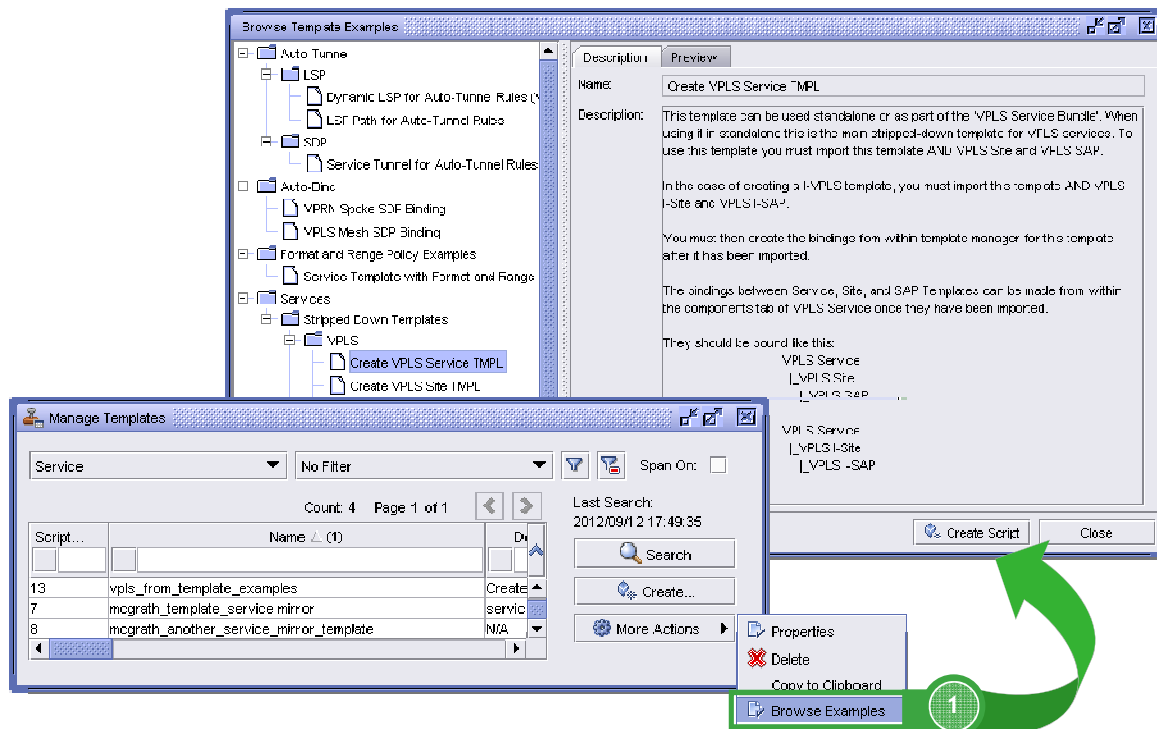 Browse Template Examples
Auto Tunnel
LSP
Dynamic LSP for Auto-Tunnel Rules (
LSP Path for Auto-Tunnel Rules
SDP
Service Tunnel for Auto-Tunnel Rules
Auto-Bind
VPRN Spoke SDP Binding
VPLS Mesh SDP Binding
Format and Range Policy Examples
Service Template with Format and Range
Services
Stripped Down Templates
VPLS
Create VPLS Service TMPL
Create VPLS Site TMPL
Description Preview
Name: Create VPLS Service TMPL
Description: This template can be used standalone or as part of the 'VPLS Service Bundle'. When
using it in standalone this is the main stripped-down template for VPLS services. To
use this template you must import this template AND VPLS Site and VPLS SAP.
In the case of creating a I-VPLS template, you must import this template AND VPLS
I-Site and VPLS I-SAP.
You must then create the bindings from within template manager for this template
after it has been imported.
The bindings between Service, Site, and SAP Templates can be made from within
the components tab of VPLS Service once they have been imported.
They should be bound like this:
VPLS Service
|_VPLS Site
|_VPLS SAP
VPLS Service
|_VPLS I-Site
|_VPLS I-SAP
Create Script Close
Manage Templates
Service No Filter Span On:
Count: 4 Page 1 of 1
Last Search:
2012/09/12 17:49:35
Script... Name (1) D
Search
13 vpls_from_template_examples Create
7 mcgrath_template_service mirror servic
8 mcgrath_another_service_mirror_template N/A
Create...
More Actions
Properties
Delete
Copy to Clipboard
Browse Examples
1